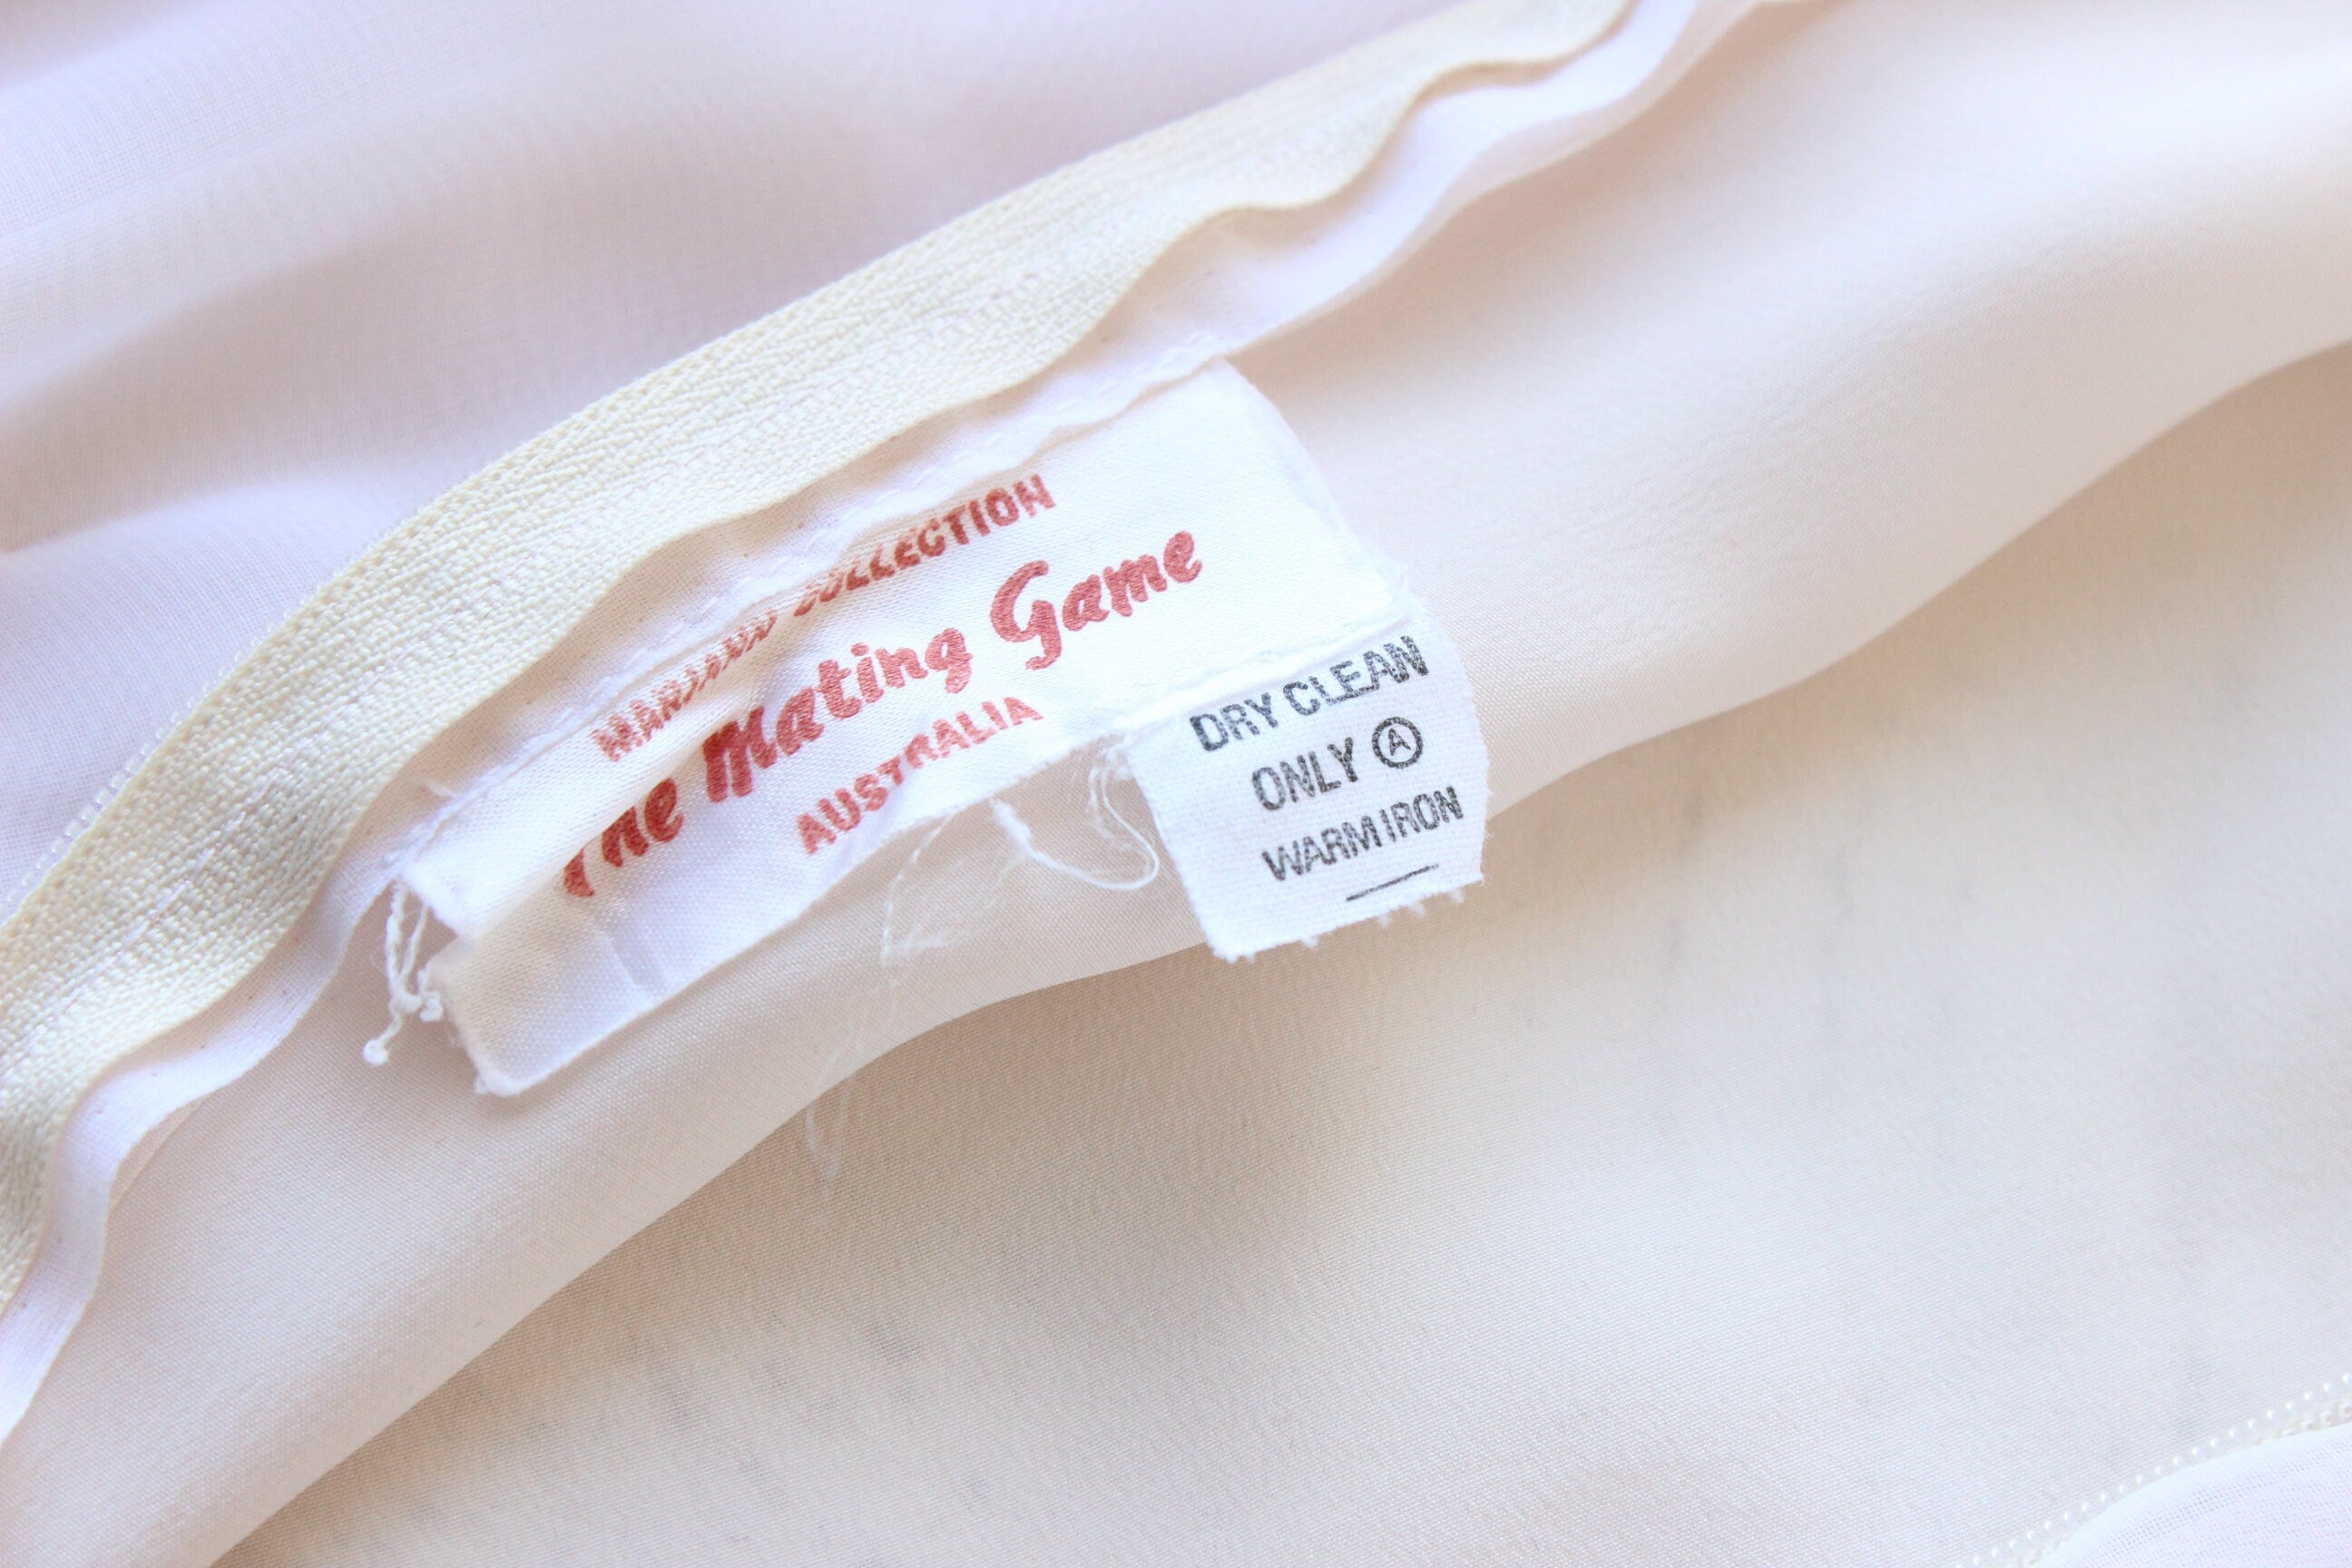 COLLECTION
The Mating Game
AUSTRALIA
DRY CLEAN
ONLY Ⓐ
WARM IRON